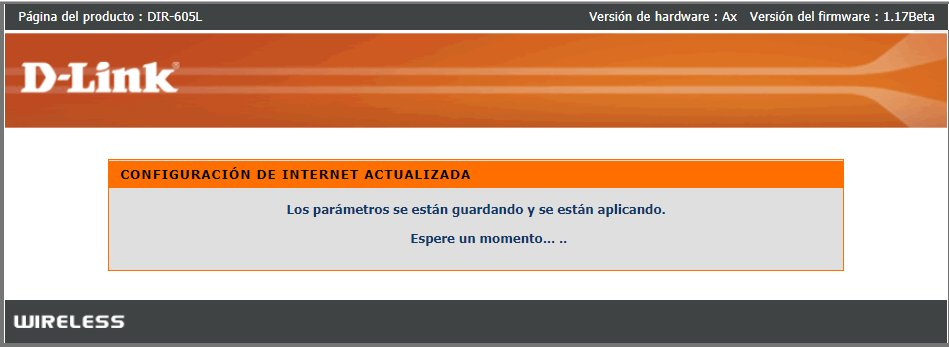 Página del producto : DIR-605L Versión de hardware : Ax Versión del firmware : 1.17Beta
D-Link®
CONFIGURACIÓN DE INTERNET ACTUALIZADA
Los parámetros se están guardando y se están aplicando.
Espere un momento... ..
WIRELESS